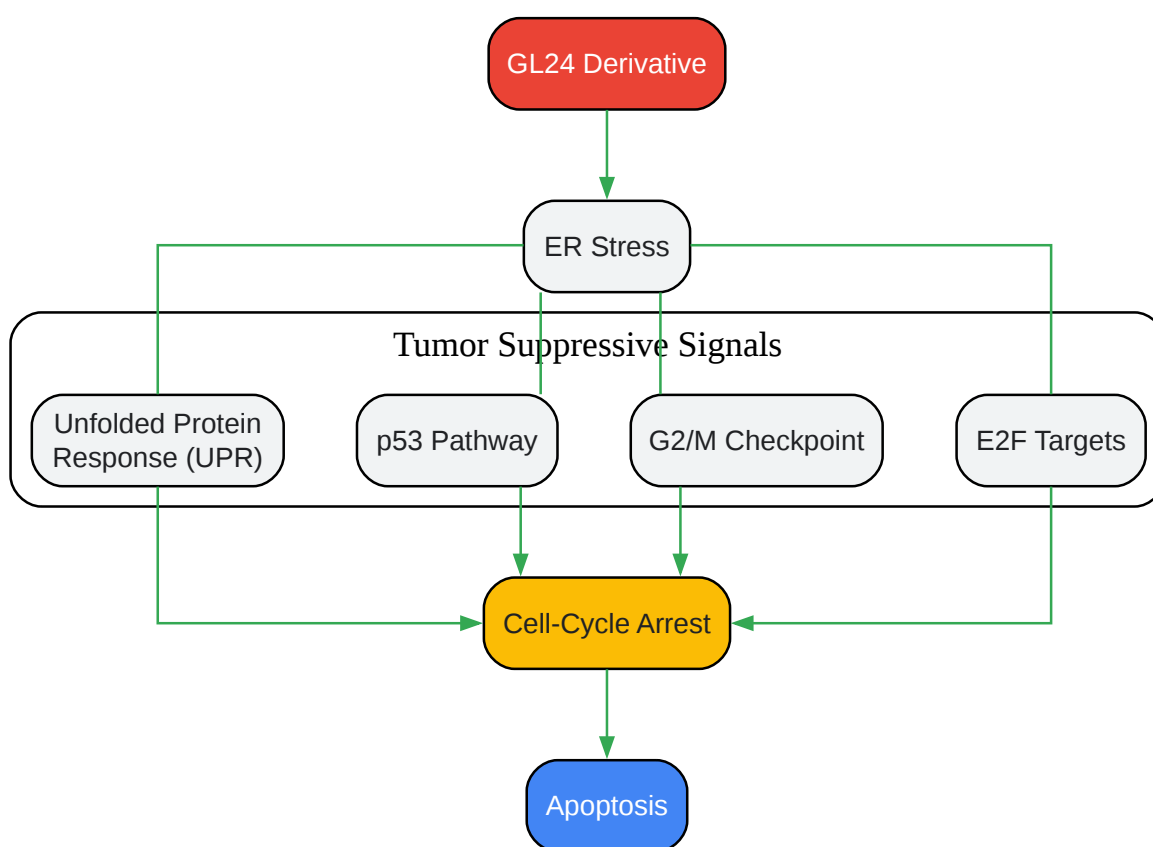 GL24 Derivative
ER Stress
Tumor Suppressive Signals
Unfolded Protein
Response (UPR)
p53 Pathway
G2/M Checkpoint
E2F Targets
Cell-Cycle Arrest
Apoptosis